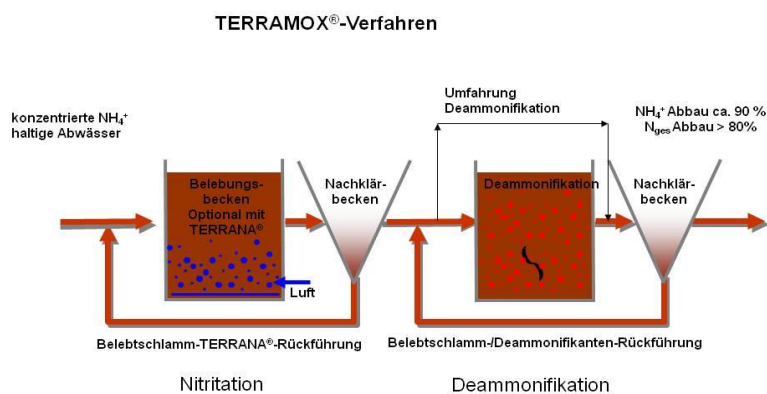 TERRAMOX®-Verfahren
konzentrierte NH₄⁺
haltige Abwässer
Umfahrung
Deammonifikation
NH₄⁺ Abbau ca. 90 %
Nges Abbau > 80%
Belebungs-
becken
Optional mit
TERRANA®
Nachklär-
becken
Deammonifikation
Nachklär-
becken
Luft
Belebtschlamm-TERRANA®-Rückführung
Belebtschlamm-/Deammonifikanten-Rückführung
Nitritation
Deammonifikation